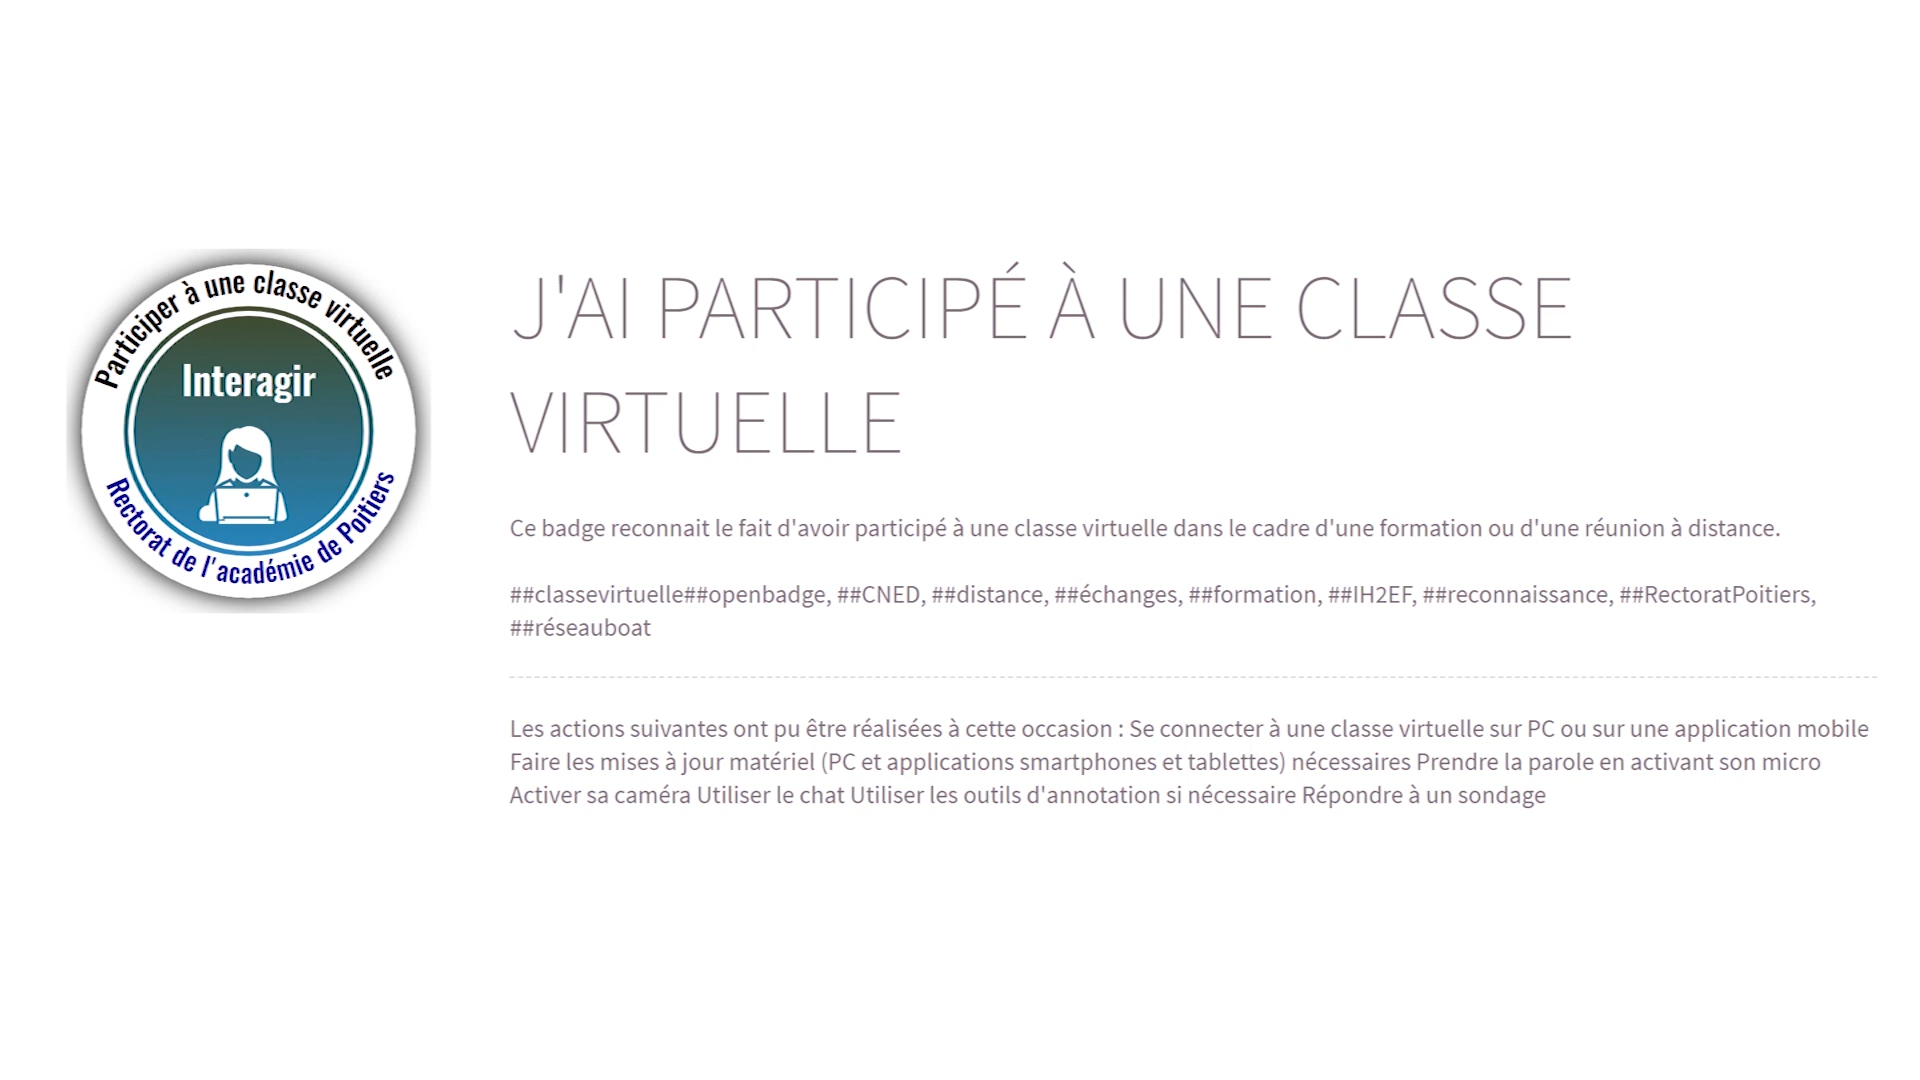 Participer à une classe virtuelle
Interagir
Rectorat de l'académie de Poitiers
J'AI PARTICIPÉ À UNE CLASSE
VIRTUELLE
Ce badge reconnait le fait d'avoir participé à une classe virtuelle dans le cadre d'une formation ou d'une réunion à distance.
##classevirtuelle##openbadge, ##CNED, ##distance, ##échanges, ##formation, ##IH2EF, ##reconnaissance, ##RectoratPoitiers,
##réseauboat
Les actions suivantes ont pu être réalisées à cette occasion : Se connecter à une classe virtuelle sur PC ou sur une application mobile
Faire les mises à jour matériel (PC et applications smartphones et tablettes) nécessaires Prendre la parole en activant son micro
Activer sa caméra Utiliser le chat Utiliser les outils d'annotation si nécessaire Répondre à un sondage